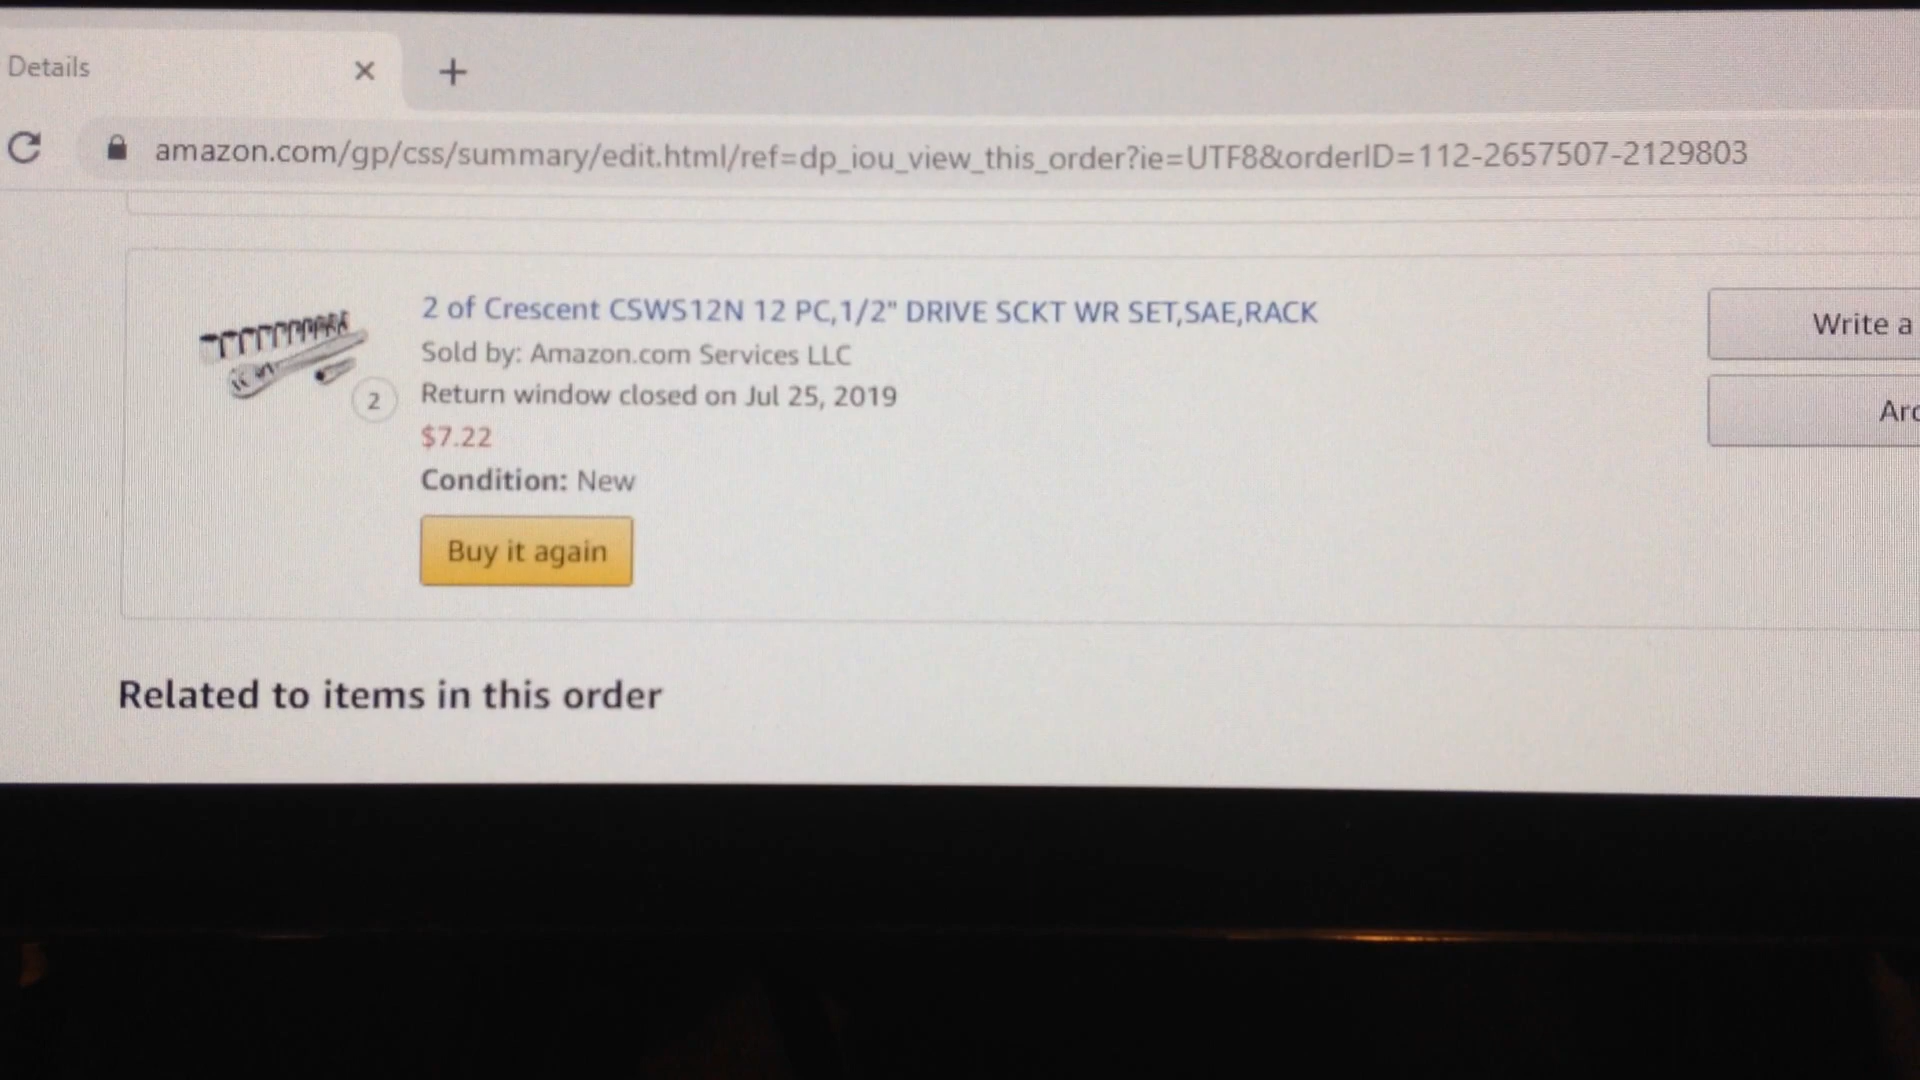 Details
amazon.com/gp/css/summary/edit.html/ref=dp_iou_view_this_order?ie=UTF8&orderID=112-2657507-2129803
2 of Crescent CSWS12N 12 PC,1/2" DRIVE SCKT WR SET,SAE,RACK
Write a
Sold by: Amazon.com Services LLC
2
Return window closed on Jul 25, 2019
Arc
$7.22
Condition: New
Buy it again
Related to items in this order